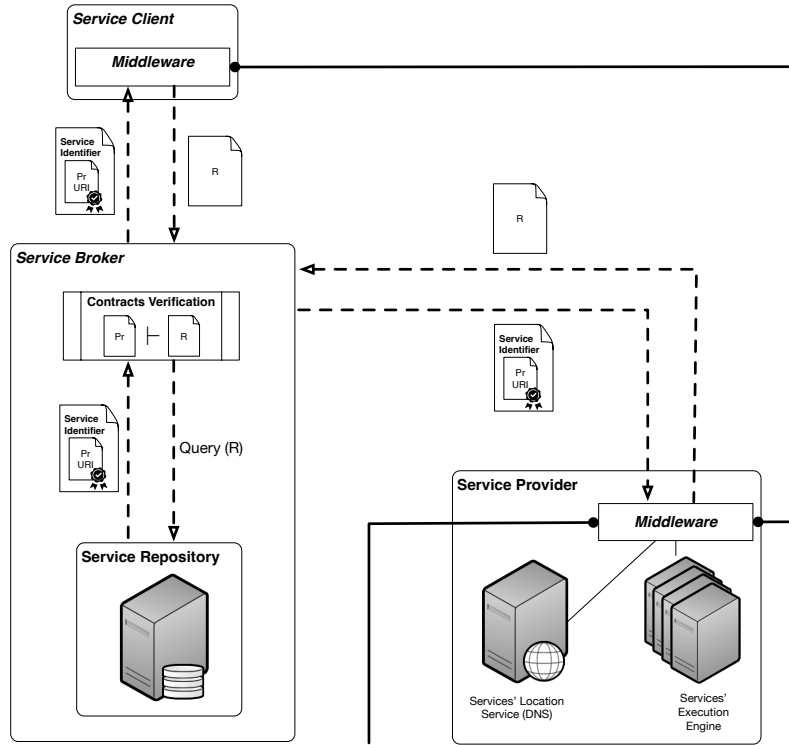 Service Client
Middleware
Service
Identifier
Pr
URI
R
R
Service Broker
Contracts Verification
Pr
R
Service
Identifier
Pr
URI
Service
Identifier
Pr
URI
Query (R)
Service Provider
Middleware
Service Repository
Services' Location
Service (DNS)
Services'
Execution
Engine